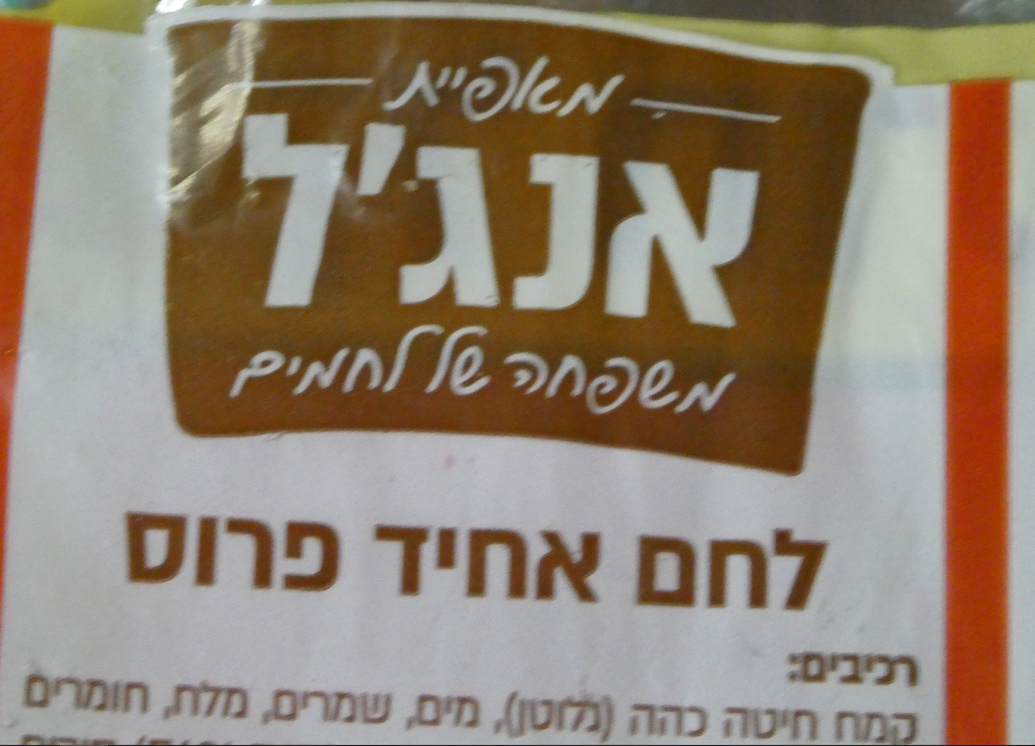 מאפיית
אנג'ל
משפחה של לחמים
לחם אחיד פרוס
רכיבים:
קמח חיטה כהה (גלוטן), מים, שמרים, מלח, חומרים